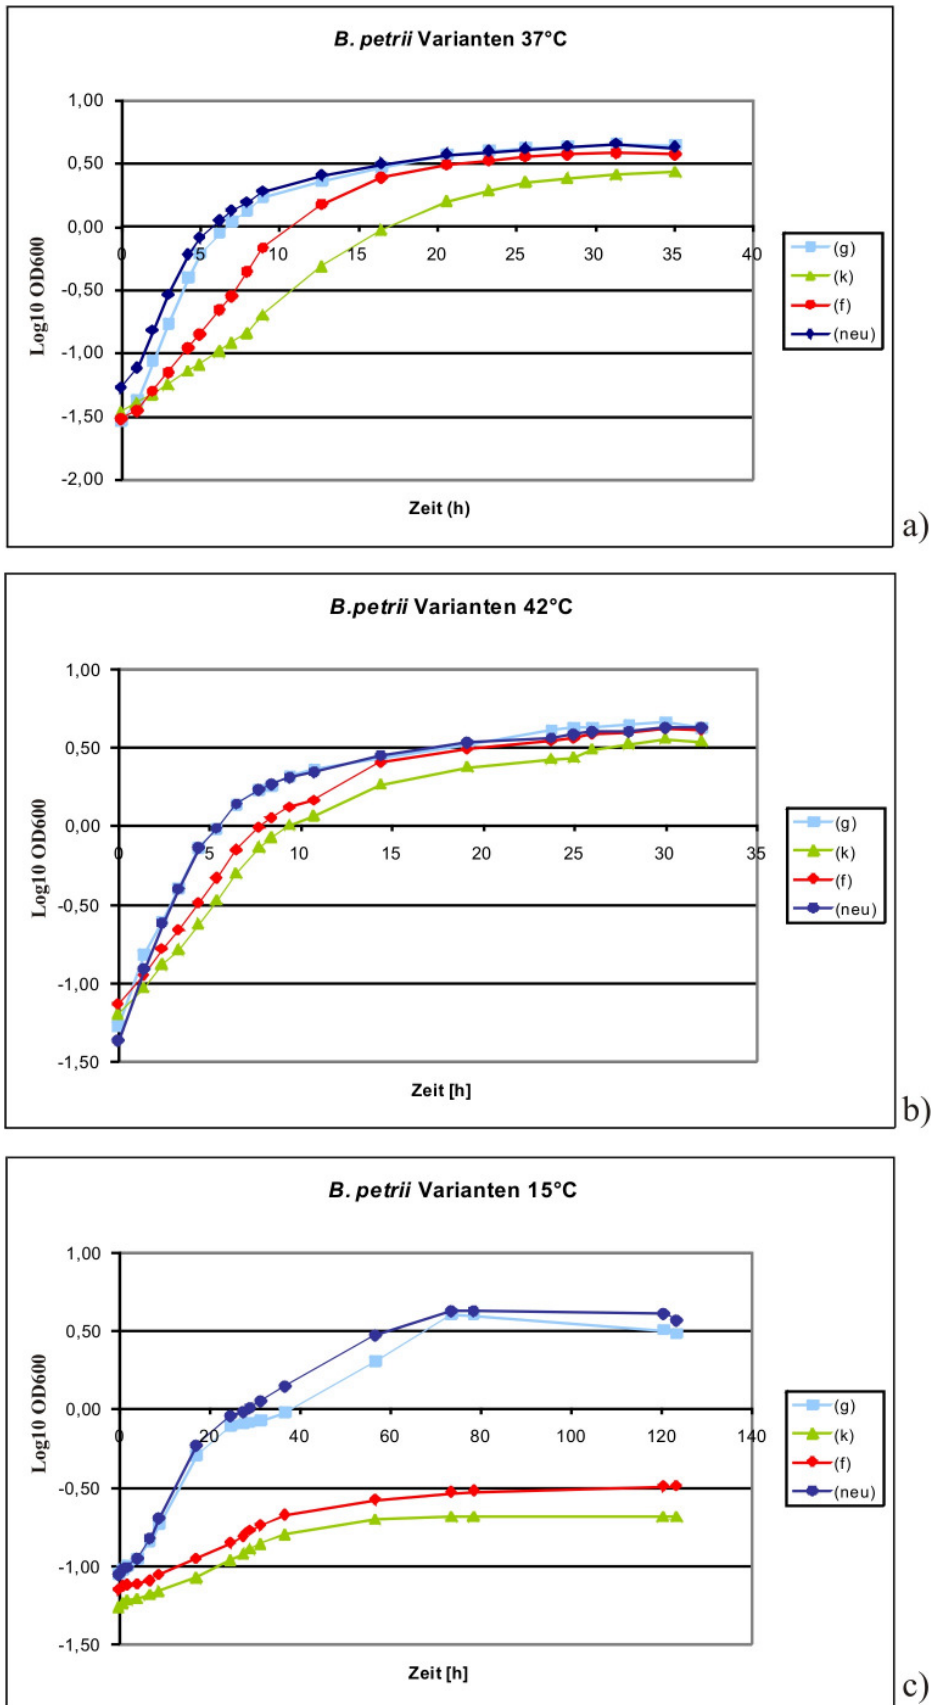 B. petrii Varianten 37°C
1,00
0,50
0,00
-0,50
-1,00
-1,50
-2,00
0 5 10 15 20 25 30 35 40
Log10 OD600
Zeit (h)
(g)
(k)
(f)
(neu)
a)
B.petrii Varianten 42°C
1,00
0,50
0,00
-0,50
-1,00
-1,50
0 5 10 15 20 25 30 35
Log10 OD600
Zeit [h]
(g)
(k)
(f)
(neu)
b)
B. petrii Varianten 15°C
1,00
0,50
0,00
-0,50
-1,00
-1,50
0 20 40 60 80 100 120 140
Log10 OD600
Zeit [h]
(g)
(k)
(f)
(neu)
c)